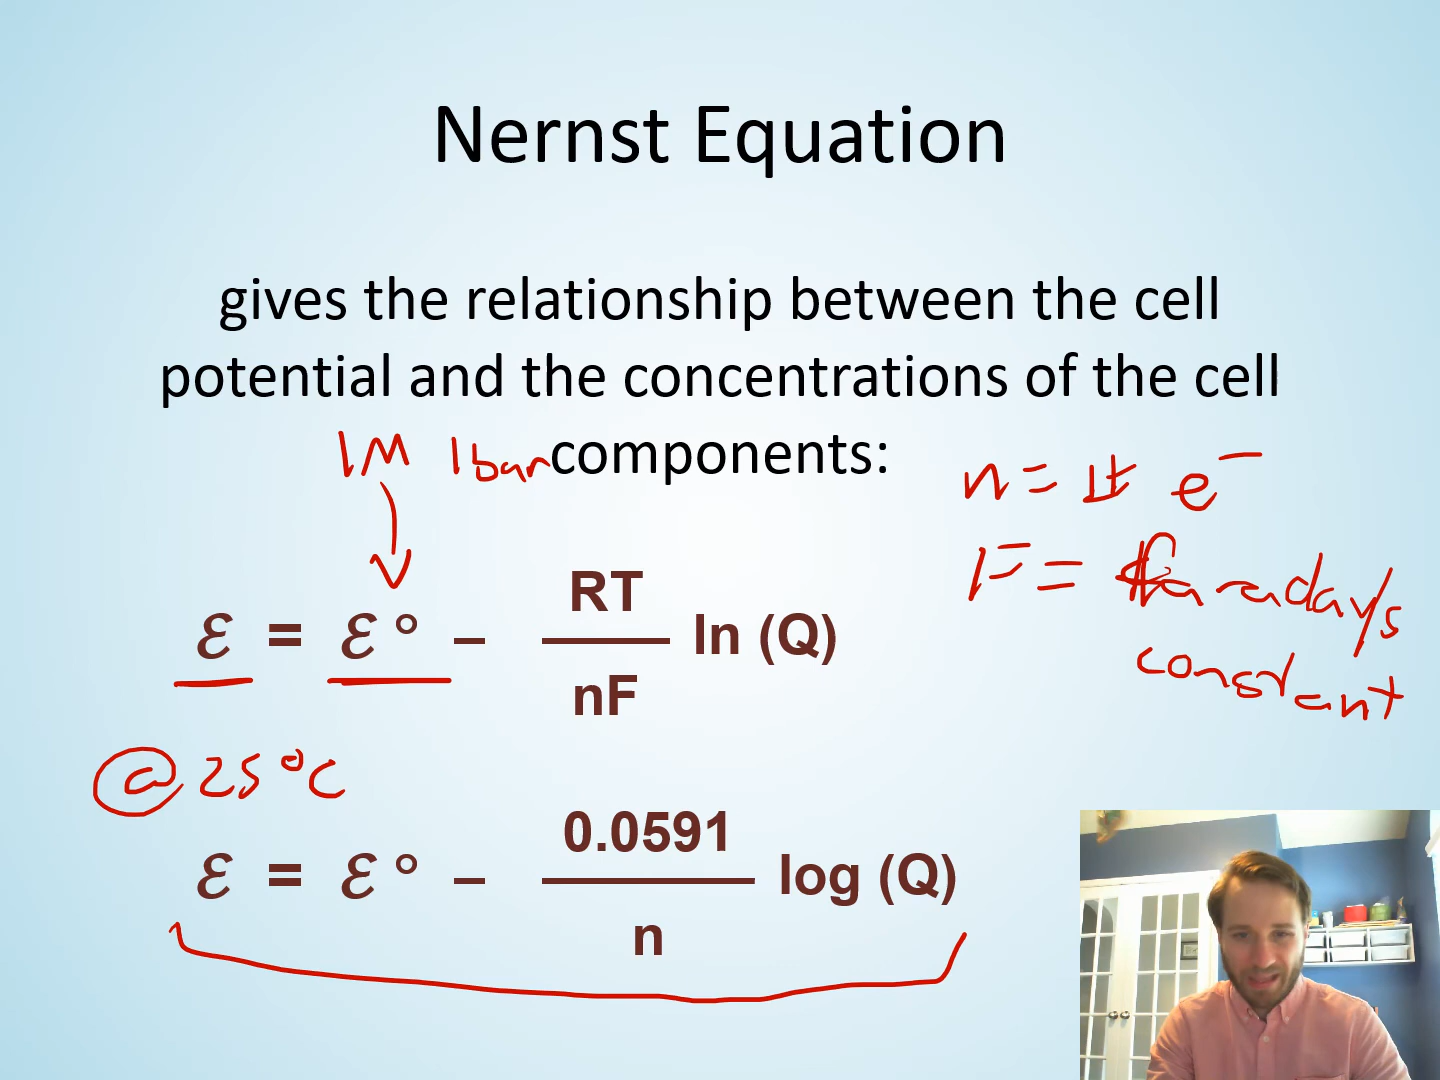 Nernst Equation
gives the relationship between the cell
potential and the concentrations of the cell
components:
1M 1bar
n = # e⁻
F = faraday's
constant
ℰ = ℰ° – RT/nF ln (Q)
@ 25°C
ℰ = ℰ° – 0.0591/n log (Q)